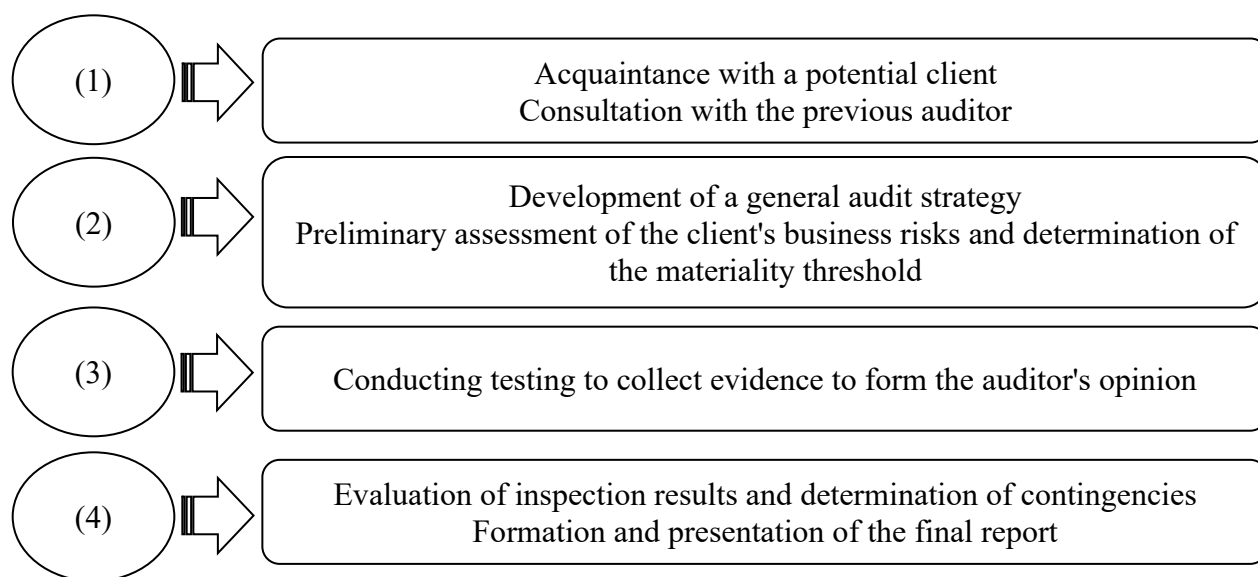 (1)
Acquaintance with a potential client
Consultation with the previous auditor
(2)
Development of a general audit strategy
Preliminary assessment of the client's business risks and determination of
the materiality threshold
(3)
Conducting testing to collect evidence to form the auditor's opinion
(4)
Evaluation of inspection results and determination of contingencies
Formation and presentation of the final report